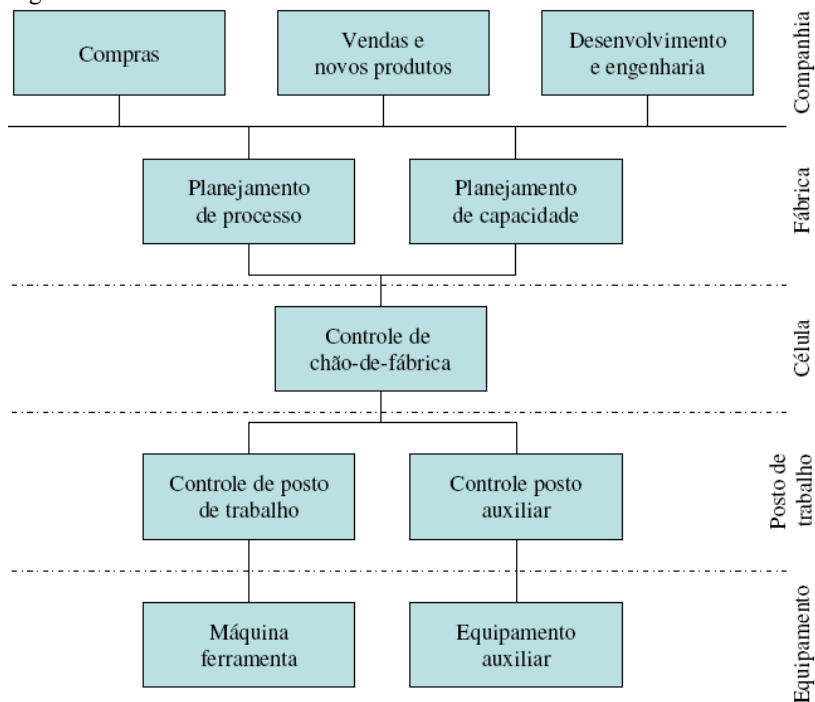 Compras
Vendas e
novos produtos
Desenvolvimento
e engenharia
Companhia
Planejamento
de processo
Planejamento
de capacidade
Fábrica
Controle de
chão-de-fábrica
Célula
Controle de posto
de trabalho
Controle posto
auxiliar
Posto de
trabalho
Máquina
ferramenta
Equipamento
auxiliar
Equipamento